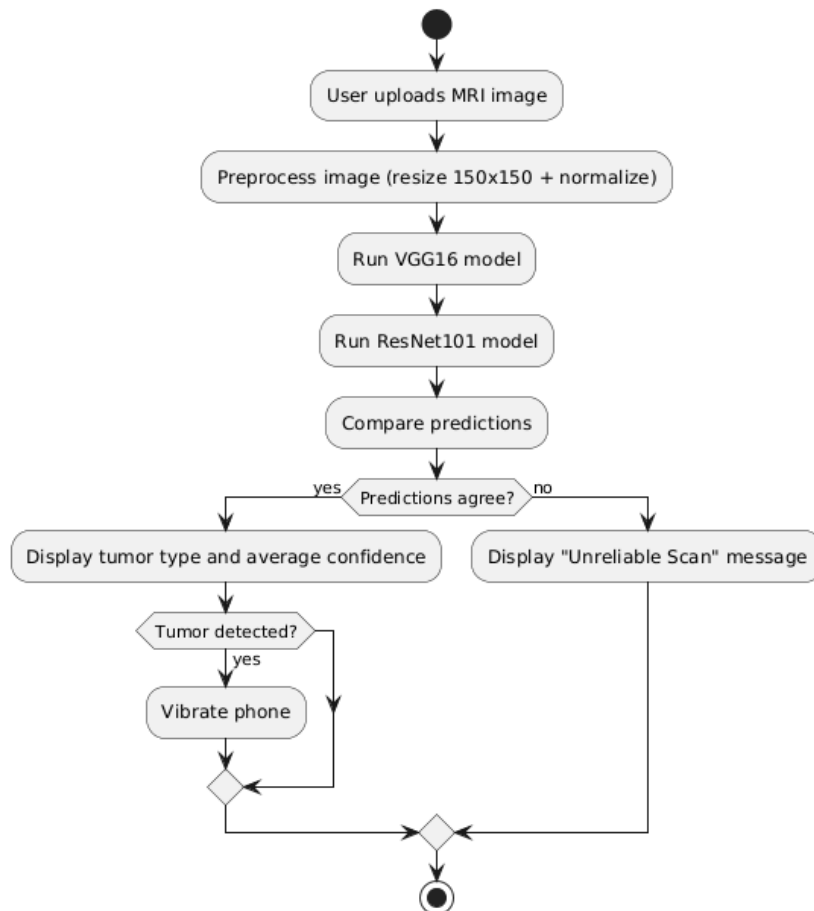 User uploads MRI image
Preprocess image (resize 150x150 + normalize)
Run VGG16 model
Run ResNet101 model
Compare predictions
yes
Predictions agree?
no
Display tumor type and average confidence
Display "Unreliable Scan" message
Tumor detected?
yes
Vibrate phone